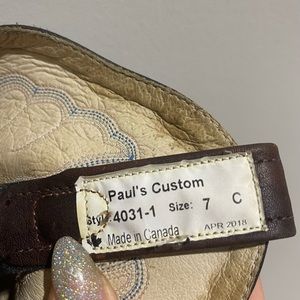 Paul's Custom
Style: 4031-1 Size: 7 C
Made in Canada APR 2018